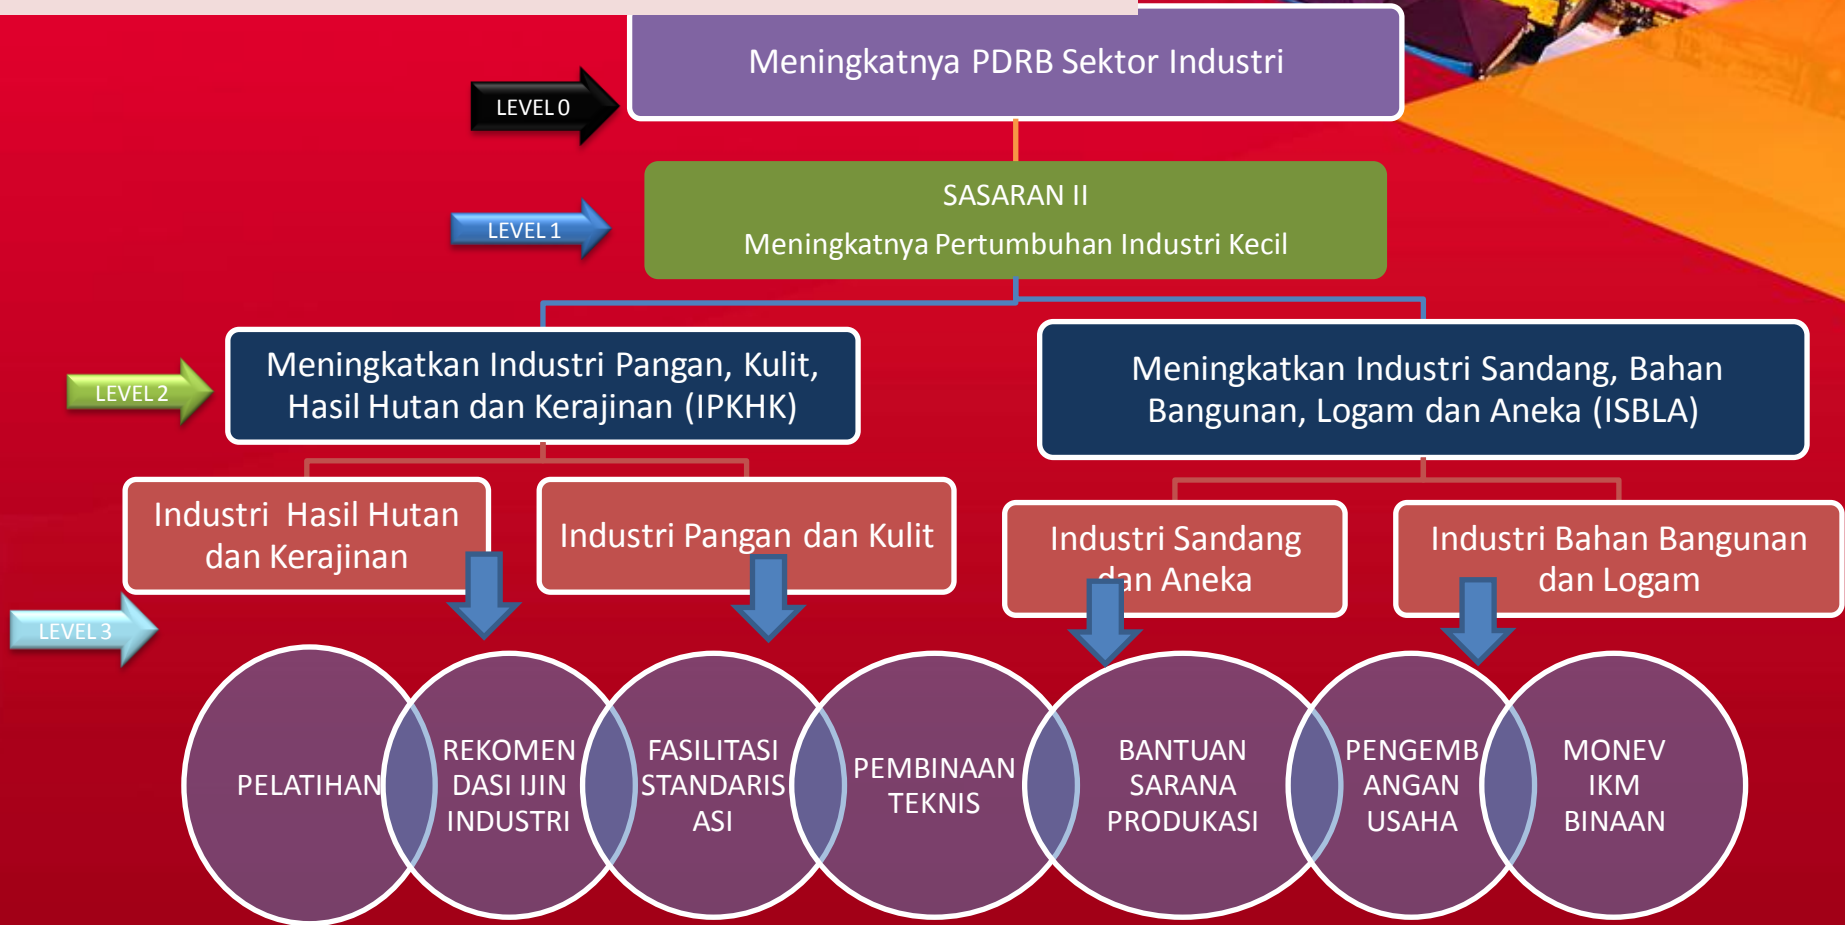 Meningkatnya PDRB Sektor Industri
LEVEL 0
SASARAN II
LEVEL 1
Meningkatnya Pertumbuhan Industri Kecil
Meningkatkan Industri Pangan, Kulit,
Hasil Hutan dan Kerajinan (IPKHK)
Meningkatkan Industri Sandang, Bahan
Bangunan, Logam dan Aneka (ISBLA)
LEVEL 2
Industri Hasil Hutan
dan Kerajinan
Industri Pangan dan Kulit
Industri Sandang
dan Aneka
Industri Bahan Bangunan
dan Logam
LEVEL 3
PELATIHAN
REKOMEN
DASI IJIN
INDUSTRI
FASILITASI
STANDARIS
ASI
PEMBINAAN
TEKNIS
BANTUAN
SARANA
PRODUKASI
PENGEMB
ANGAN
USAHA
MONEV
IKM
BINAAN